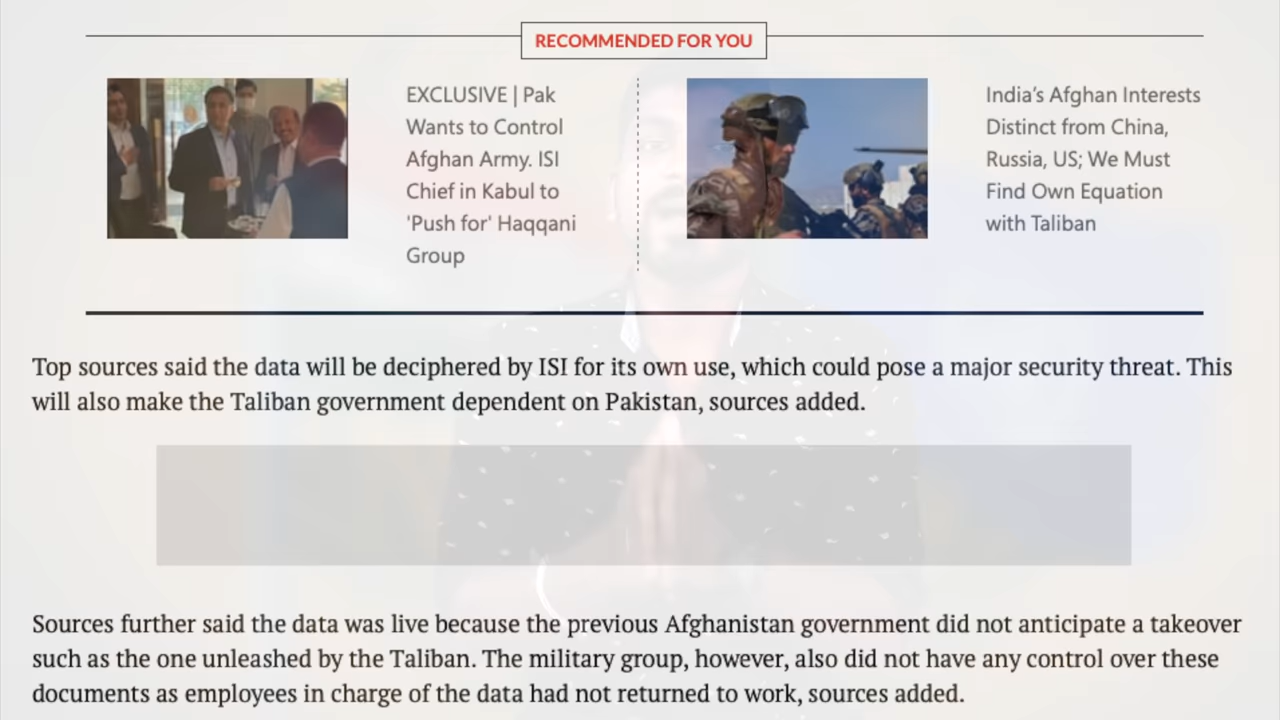 RECOMMENDED FOR YOU
EXCLUSIVE | Pak
Wants to Control
Afghan Army. ISI
Chief in Kabul to
'Push for' Haqqani
Group
India's Afghan Interests
Distinct from China,
Russia, US; We Must
Find Own Equation
with Taliban
Top sources said the data will be deciphered by ISI for its own use, which could pose a major security threat. This
will also make the Taliban government dependent on Pakistan, sources added.
Sources further said the data was live because the previous Afghanistan government did not anticipate a takeover
such as the one unleashed by the Taliban. The military group, however, also did not have any control over these
documents as employees in charge of the data had not returned to work, sources added.